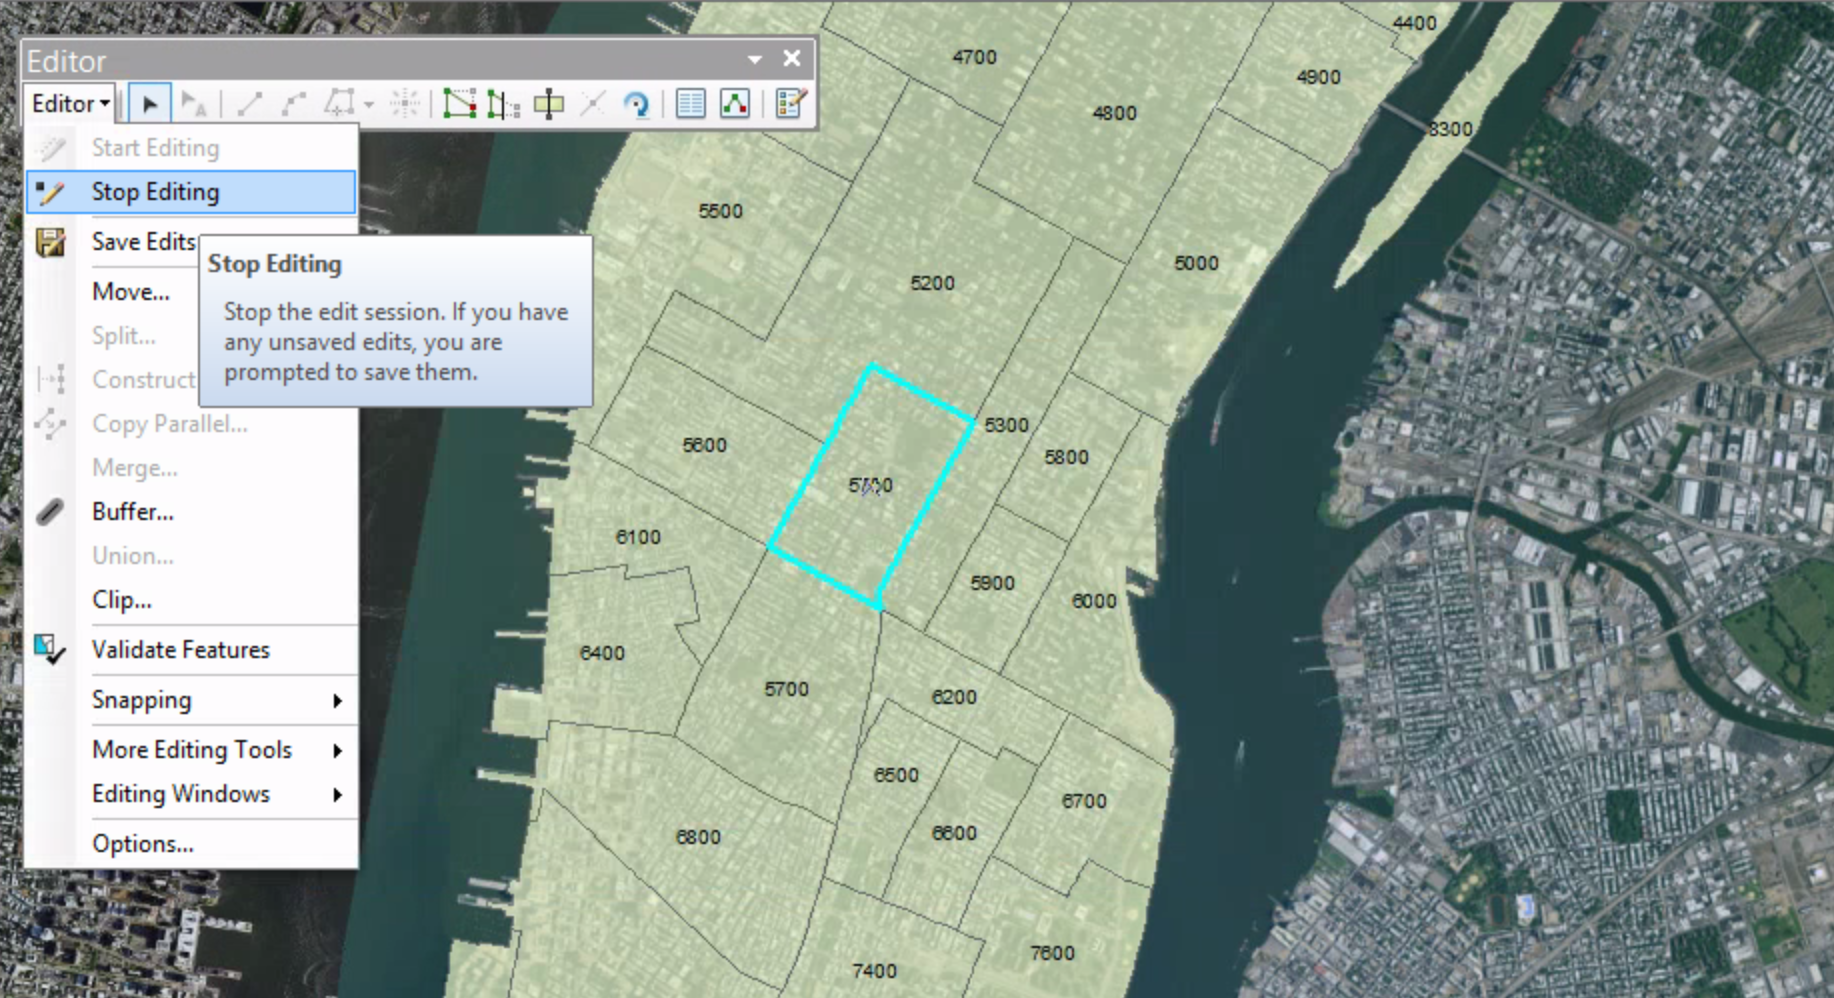 Editor
Editor
Start Editing
Stop Editing
Save Edits
Move...
Split...
Construct
Copy Parallel...
Merge...
Buffer...
Union...
Clip...
Validate Features
Snapping
More Editing Tools
Editing Windows
Options...
Stop Editing
Stop the edit session. If you have
any unsaved edits, you are
prompted to save them.
4400
4700
4900
4800
8300
5500
5000
5200
5300
5600
5800
6100
5900
6000
6400
5700
6200
6500
6700
6600
6800
7600
7400